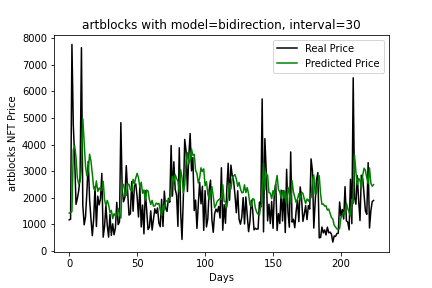 artblocks with model=bidirection, interval=30
Real Price
Predicted Price
artblocks NFT Price
8000
7000
6000
5000
4000
3000
2000
1000
0
0 50 100 150 200
Days